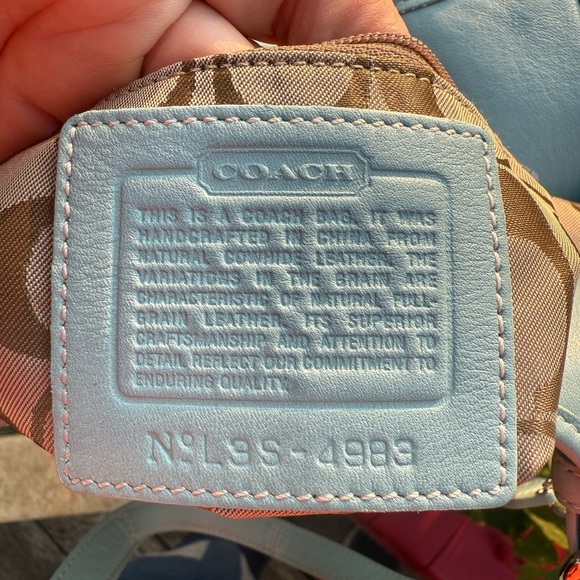 COACH
THIS IS A COACH BAG. IT WAS
HANDCRAFTED IN CHINA FROM
NATURAL COWHIDE LEATHER. THE
VARIATIONS IN THE GRAIN ARE
CHARACTERISTIC OF NATURAL FULL-
GRAIN LEATHER. ITS SUPERIOR
CRAFTSMANSHIP AND ATTENTION TO
DETAIL REFLECT OUR COMMITMENT TO
ENDURING QUALITY.
Nº L3S-4983